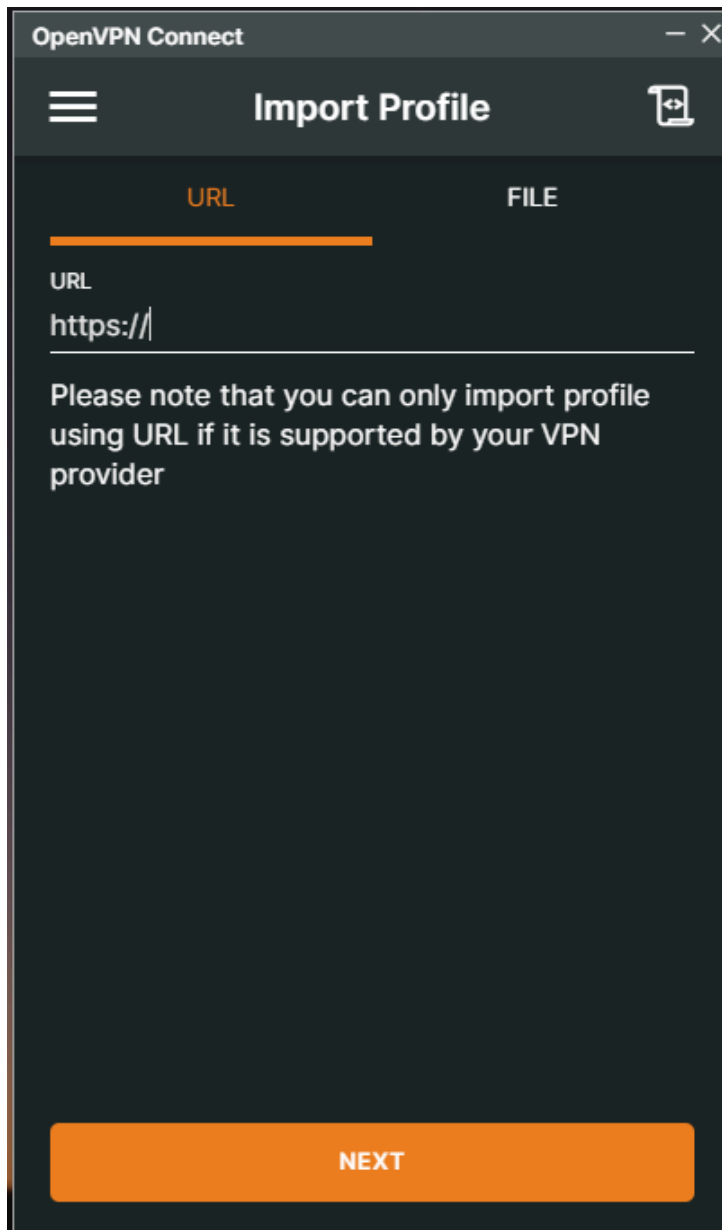 OpenVPN Connect
Import Profile
URL
FILE
URL
https://
Please note that you can only import profile
using URL if it is supported by your VPN
provider
NEXT